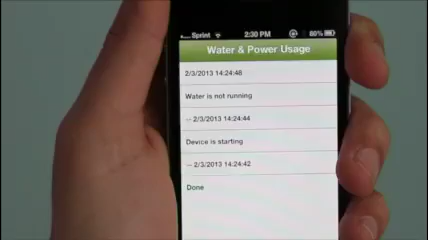 Sprint 2:30 PM 80%
Water & Power Usage
2/3/2013 14:24:48
Water is not running
-- 2/3/2013 14:24:44
Device is starting
-- 2/3/2013 14:24:42
Done